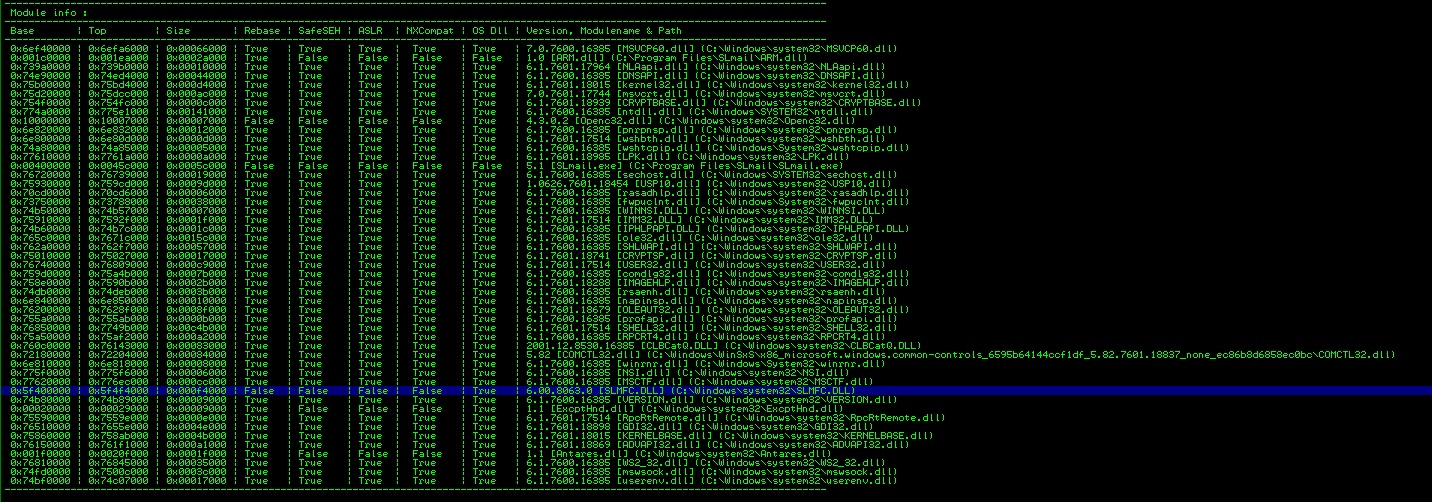 Module info :
Base | Top | Size | Rebase | SafeSEH | ASLR | NXCompat | OS Dll | Version, Modulename & Path
0x6ef40000 | 0x6efa6000 | 0x00066000 | True | True | True | True | True | 7.0.7600.16385 [MSVCP60.dll] (C:\Windows\system32\MSVCP60.dll)
0x001c0000 | 0x001ea000 | 0x0002a000 | True | False | False | False | False | 1.0 [ARM.dll] (C:\Program Files\SLmail\ARM.dll)
0x739a0000 | 0x739b0000 | 0x00010000 | True | True | True | True | True | 6.1.7601.17964 [NLAapi.dll] (C:\Windows\system32\NLAapi.dll)
0x74e90000 | 0x74ed4000 | 0x00044000 | True | True | True | True | True | 6.1.7600.16385 [DNSAPI.dll] (C:\Windows\system32\DNSAPI.dll)
0x75b00000 | 0x75bd4000 | 0x000d4000 | True | True | True | True | True | 6.1.7601.18015 [kernel32.dll] (C:\Windows\system32\kernel32.dll)
0x75d20000 | 0x75dcc000 | 0x000ac000 | True | True | True | True | True | 7.0.7601.17744 [msvcrt.dll] (C:\Windows\system32\msvcrt.dll)
0x754f0000 | 0x754fc000 | 0x0000c000 | True | True | True | True | True | 6.1.7601.18939 [CRYPTBASE.dll] (C:\Windows\system32\CRYPTBASE.dll)
0x774a0000 | 0x775e1000 | 0x00141000 | True | True | True | True | True | 6.1.7600.16385 [ntdll.dll] (C:\Windows\SYSTEM32\ntdll.dll)
0x10000000 | 0x10007000 | 0x00007000 | False | False | False | False | True | 4.3.0.2 [Openc32.dll] (C:\Windows\system32\Openc32.dll)
0x6e820000 | 0x6e832000 | 0x00012000 | True | True | True | True | True | 6.1.7600.16385 [pnrpnsp.dll] (C:\Windows\system32\pnrpnsp.dll)
0x6e800000 | 0x6e80d000 | 0x0000d000 | True | True | True | True | True | 6.1.7601.17514 [wshbth.dll] (C:\Windows\system32\wshbth.dll)
0x74a80000 | 0x74a85000 | 0x00005000 | True | True | True | True | True | 6.1.7600.16385 [wshtcpip.dll] (C:\Windows\System32\wshtcpip.dll)
0x77610000 | 0x7761a000 | 0x0000a000 | True | True | True | True | True | 6.1.7601.18985 [LPK.dll] (C:\Windows\system32\LPK.dll)
0x00400000 | 0x0045c000 | 0x0005c000 | False | False | False | False | False | 5.1 [SLmail.exe] (C:\Program Files\SLmail\SLmail.exe)
0x76720000 | 0x76739000 | 0x00019000 | True | True | True | True | True | 6.1.7600.16385 [sechost.dll] (C:\Windows\SYSTEM32\sechost.dll)
0x75930000 | 0x759cd000 | 0x0009d000 | True | True | True | True | True | 1.0626.7601.18454 [USP10.dll] (C:\Windows\system32\USP10.dll)
0x70cd0000 | 0x70cd6000 | 0x00006000 | True | True | True | True | True | 6.1.7600.16385 [rasadhlp.dll] (C:\Windows\system32\rasadhlp.dll)
0x73750000 | 0x73788000 | 0x00038000 | True | True | True | True | True | 6.1.7600.16385 [fwpuclnt.dll] (C:\Windows\System32\fwpuclnt.dll)
0x74b50000 | 0x74b57000 | 0x00007000 | True | True | True | True | True | 6.1.7600.16385 [WINNSI.DLL] (C:\Windows\system32\WINNSI.DLL)
0x75910000 | 0x7592f000 | 0x0001f000 | True | True | True | True | True | 6.1.7601.17514 [IMM32.DLL] (C:\Windows\system32\IMM32.DLL)
0x74b60000 | 0x74b7c000 | 0x0001c000 | True | True | True | True | True | 6.1.7600.16385 [IPHLPAPI.DLL] (C:\Windows\system32\IPHLPAPI.DLL)
0x765c0000 | 0x7671c000 | 0x0015c000 | True | True | True | True | True | 6.1.7600.16385 [ole32.dll] (C:\Windows\system32\ole32.dll)
0x762a0000 | 0x762f7000 | 0x00057000 | True | True | True | True | True | 6.1.7600.16385 [SHLWAPI.dll] (C:\Windows\system32\SHLWAPI.dll)
0x75010000 | 0x75027000 | 0x00017000 | True | True | True | True | True | 6.1.7601.18741 [CRYPTSP.dll] (C:\Windows\system32\CRYPTSP.dll)
0x76740000 | 0x76809000 | 0x000c9000 | True | True | True | True | True | 6.1.7601.17514 [USER32.dll] (C:\Windows\system32\USER32.dll)
0x759d0000 | 0x75a4b000 | 0x0007b000 | True | True | True | True | True | 6.1.7600.16385 [comdlg32.dll] (C:\Windows\system32\comdlg32.dll)
0x758e0000 | 0x7590b000 | 0x0002b000 | True | True | True | True | True | 6.1.7601.18288 [IMAGEHLP.dll] (C:\Windows\system32\IMAGEHLP.dll)
0x74db0000 | 0x74deb000 | 0x0003b000 | True | True | True | True | True | 6.1.7600.16385 [rsaenh.dll] (C:\Windows\system32\rsaenh.dll)
0x6e840000 | 0x6e850000 | 0x00010000 | True | True | True | True | True | 6.1.7600.16385 [napinsp.dll] (C:\Windows\system32\napinsp.dll)
0x76200000 | 0x7628f000 | 0x0008f000 | True | True | True | True | True | 6.1.7601.18679 [OLEAUT32.dll] (C:\Windows\system32\OLEAUT32.dll)
0x755a0000 | 0x755ab000 | 0x0000b000 | True | True | True | True | True | 6.1.7600.16385 [profapi.dll] (C:\Windows\system32\profapi.dll)
0x76850000 | 0x7749b000 | 0x00c4b000 | True | True | True | True | True | 6.1.7601.17514 [SHELL32.dll] (C:\Windows\system32\SHELL32.dll)
0x75a50000 | 0x75af2000 | 0x000a2000 | True | True | True | True | True | 6.1.7600.16385 [RPCRT4.dll] (C:\Windows\system32\RPCRT4.dll)
0x760c0000 | 0x76143000 | 0x00083000 | True | True | True | True | True | 2001.12.8530.16385 [CLBCatQ.DLL] (C:\Windows\system32\CLBCatQ.DLL)
0x72180000 | 0x72204000 | 0x00084000 | True | True | True | True | True | 5.82 [COMCTL32.dll] (C:\Windows\WinSxS\x86_microsoft.windows.common-controls_6595b64144ccf1df_5.82.7601.18837_none_ec86b8d6858ec0bc\COMCTL32.dll)
0x6e810000 | 0x6e818000 | 0x00008000 | True | True | True | True | True | 6.1.7600.16385 [winrnr.dll] (C:\Windows\System32\winrnr.dll)
0x775f0000 | 0x775f6000 | 0x00006000 | True | True | True | True | True | 6.1.7600.16385 [NSI.dll] (C:\Windows\system32\NSI.dll)
0x77620000 | 0x776ec000 | 0x000cc000 | True | True | True | True | True | 6.1.7600.16385 [MSCTF.dll] (C:\Windows\system32\MSCTF.dll)
0x5f400000 | 0x5f4f4000 | 0x000f4000 | False | False | False | False | True | 6.00.8063.0 [SLMFC.DLL] (C:\Windows\system32\SLMFC.DLL)
0x74b80000 | 0x74b89000 | 0x00009000 | True | True | True | True | True | 6.1.7600.16385 [VERSION.dll] (C:\Windows\system32\VERSION.dll)
0x00020000 | 0x00029000 | 0x00009000 | True | False | False | False | True | 1.1 [ExcptHnd.dll] (C:\Windows\system32\ExcptHnd.dll)
0x75590000 | 0x7559e000 | 0x0000e000 | True | True | True | True | True | 6.1.7601.17514 [RpcRtRemote.dll] (C:\Windows\system32\RpcRtRemote.dll)
0x76510000 | 0x7655e000 | 0x0004e000 | True | True | True | True | True | 6.1.7601.18898 [GDI32.dll] (C:\Windows\system32\GDI32.dll)
0x75860000 | 0x758ab000 | 0x0004b000 | True | True | True | True | True | 6.1.7601.18015 [KERNELBASE.dll] (C:\Windows\system32\KERNELBASE.dll)
0x76150000 | 0x761f1000 | 0x000a1000 | True | True | True | True | True | 6.1.7601.18869 [ADVAPI32.dll] (C:\Windows\system32\ADVAPI32.dll)
0x001f0000 | 0x0020f000 | 0x0001f000 | True | False | False | False | True | 1.1 [Antares.dll] (C:\Windows\system32\Antares.dll)
0x76810000 | 0x76845000 | 0x00035000 | True | True | True | True | True | 6.1.7600.16385 [WS2_32.dll] (C:\Windows\system32\WS2_32.dll)
0x74fd0000 | 0x7500c000 | 0x0003c000 | True | True | True | True | True | 6.1.7600.16385 [mswsock.dll] (C:\Windows\system32\mswsock.dll)
0x74bf0000 | 0x74c07000 | 0x00017000 | True | True | True | True | True | 6.1.7600.16385 [userenv.dll] (C:\Windows\system32\userenv.dll)